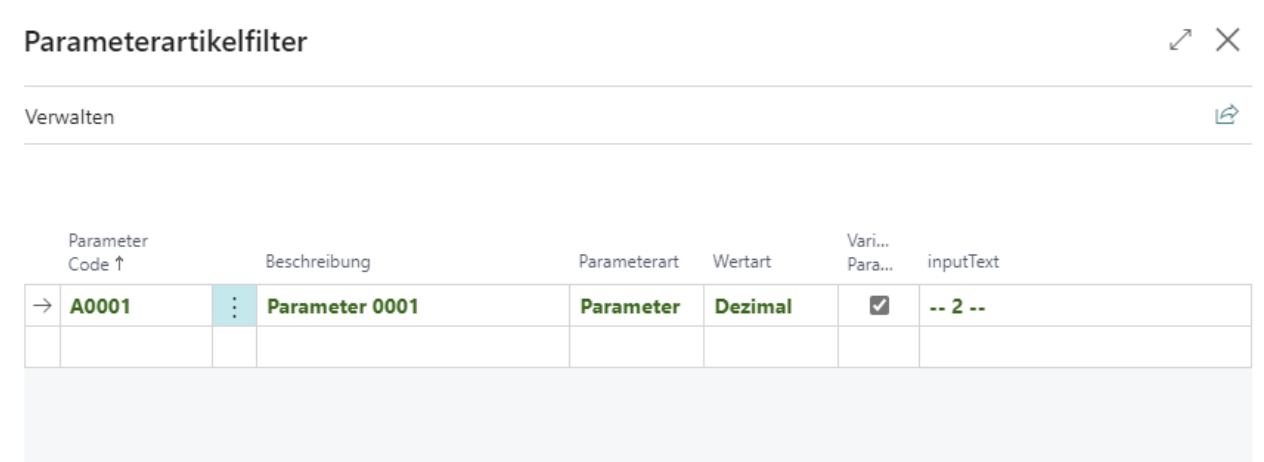 Parameterartikelfilter
Verwalten
Parameter Code ↑ Beschreibung Parameterart Wertart Vari... Para... inputText
A0001 Parameter 0001 Parameter Dezimal -- 2 --